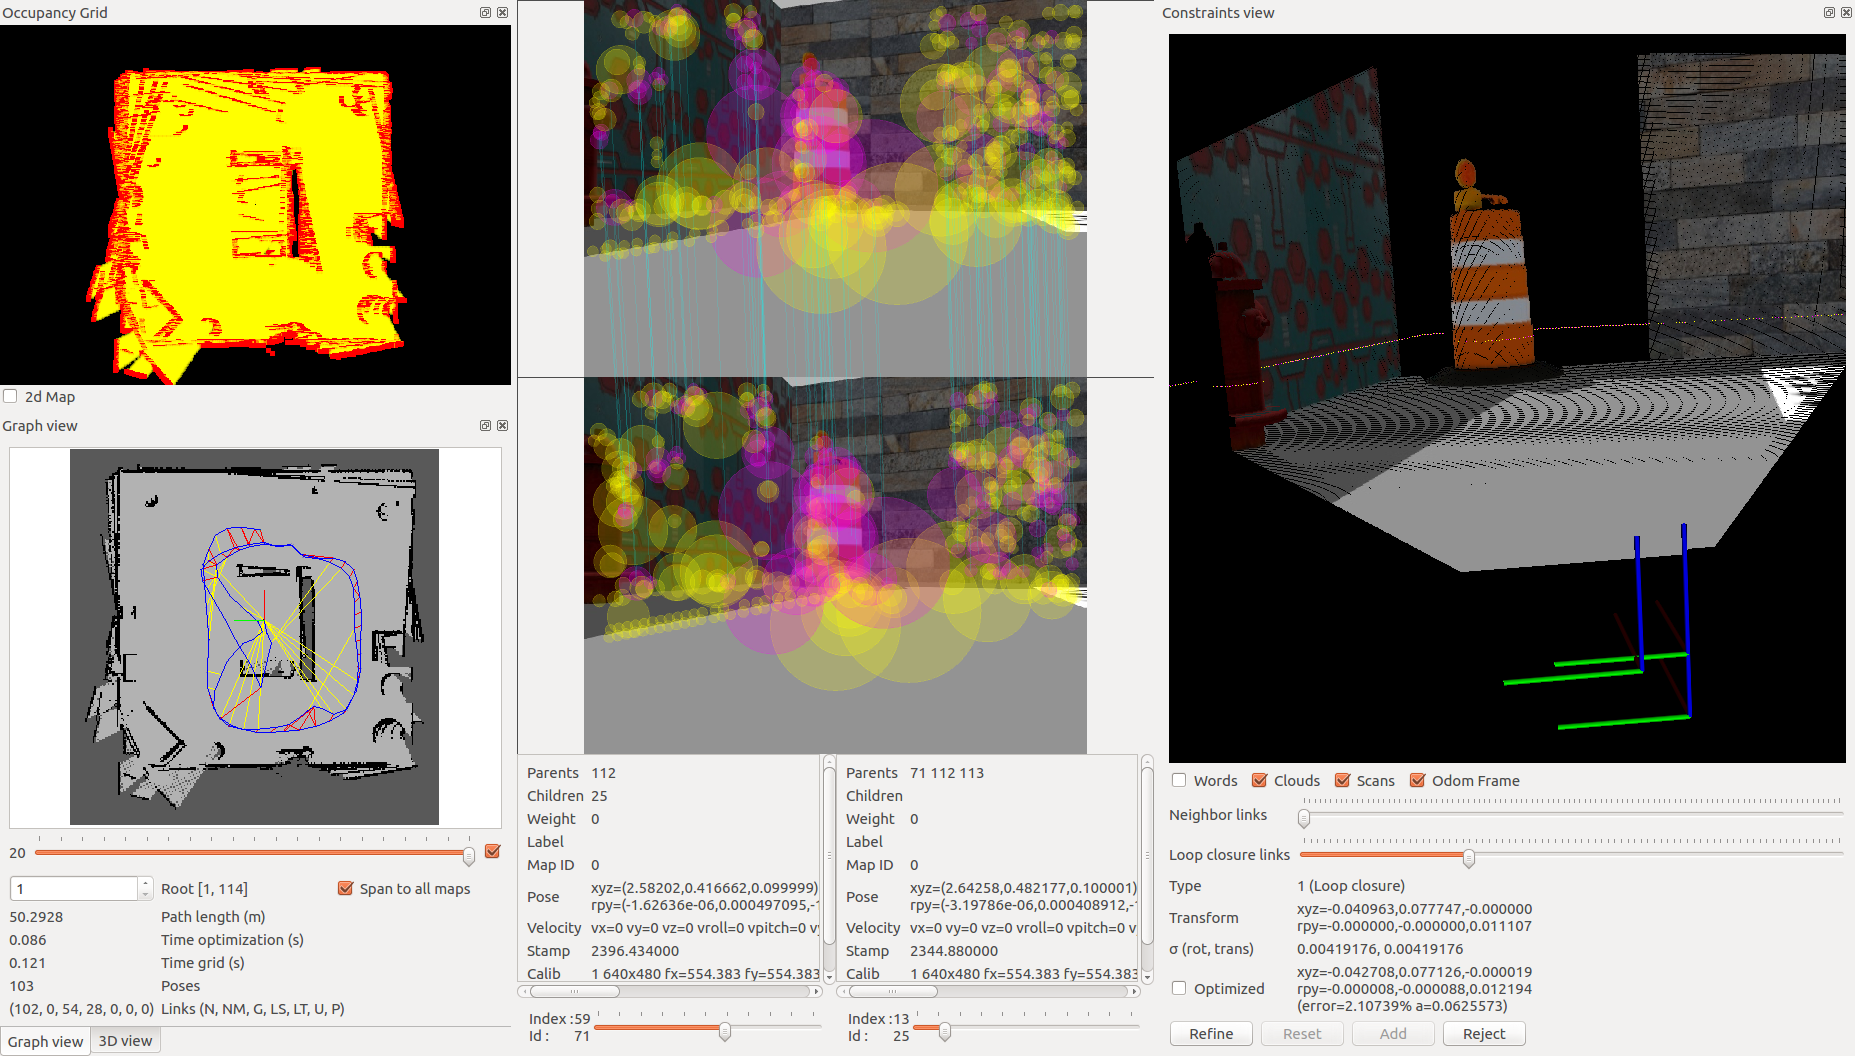 Occupancy Grid
2d Map
Graph view
20
1
Root [1, 114]
Span to all maps
50.2928 Path length (m)
0.086 Time optimization (s)
0.121 Time grid (s)
103 Poses
(102, 0, 54, 28, 0, 0, 0) Links (N, NM, G, LS, LT, U, P)
Graph view
3D view
Parents 112
Children 25
Weight 0
Label
Map ID 0
Pose xyz=(2.58202,0.416662,0.099999)
rpy=(-1.62636e-06,0.000497095,-
Velocity vx=0 vy=0 vz=0 vroll=0 vpitch=0
Stamp 2396.434000
Calib 1 640x480 fx=554.383 fy=554.383
Index :59
Id : 71
Parents 71 112 113
Children
Weight 0
Label
Map ID 0
Pose xyz=(2.64258,0.482177,0.100001)
rpy=(-3.19786e-06,0.000408912,-
Velocity vx=0 vy=0 vz=0 vroll=0 vpitch=0
Stamp 2344.880000
Calib 1 640x480 fx=554.383 fy=554.383
Index :13
Id : 25
Constraints view
Words Clouds Scans Odom Frame
Neighbor links
Loop closure links
Type 1 (Loop closure)
Transform xyz=-0.040963,0.077747,-0.000000
rpy=-0.000000,-0.000000,0.011107
σ (rot, trans) 0.00419176, 0.00419176
Optimized xyz=-0.042708,0.077126,-0.000019
rpy=-0.000008,-0.000088,0.012194
(error=2.10739% a=0.0625573)
Refine Reset Add Reject